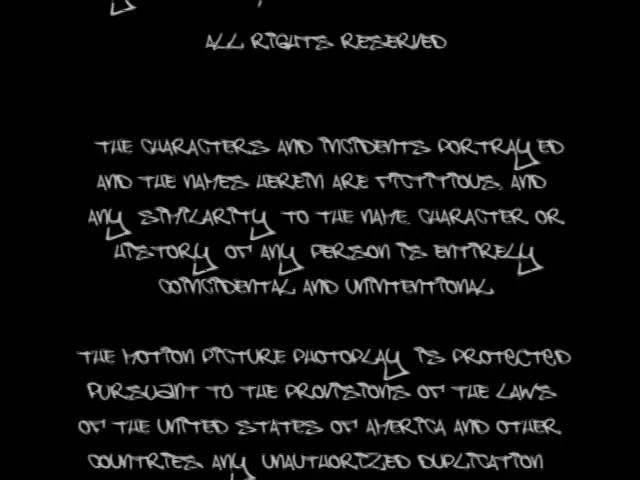 ALL RIGHTS RESERVED
THE CHARACTERS AND INCIDENTS PORTRAYED
AND THE NAMES HEREIN ARE FICTITIOUS, AND
ANY SIMILARITY TO THE NAME CHARACTER OR
HISTORY OF ANY PERSON IS ENTIRELY
COINCIDENTAL AND UNINTENTIONAL
THE MOTION PICTURE PHOTOPLAY IS PROTECTED
PURSUANT TO THE PROVISIONS OF THE LAWS
OF THE UNITED STATES OF AMERICA AND OTHER
COUNTRIES ANY UNAUTHORIZED DUPLICATION